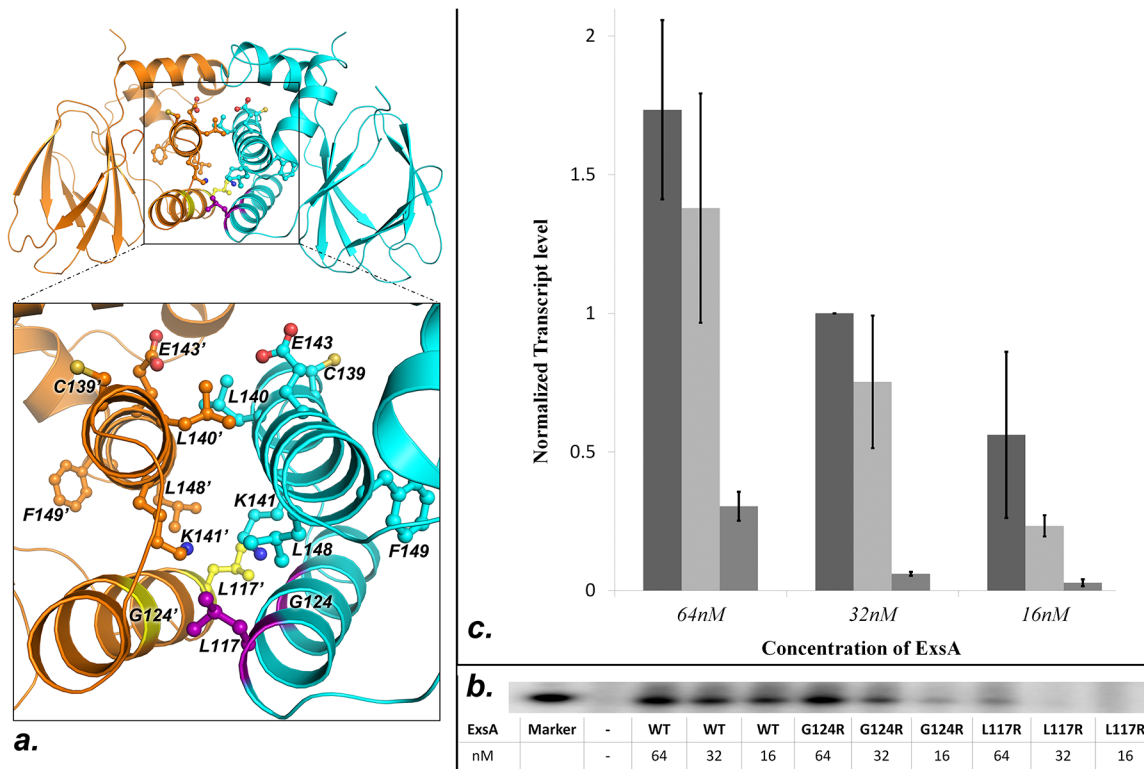 E143'
E143
C139'
C139
L140
L140'
L148'
K141
F149'
K141'
L148
F149
L117'
G124'
G124
L117
a.
2
1.5
1
0.5
0
Normalized Transcript level
64nM 32nM 16nM
Concentration of ExsA
c.
b.
ExsA Marker - WT WT WT G124R G124R G124R L117R L117R L117R
nM - 64 32 16 64 32 16 64 32 16